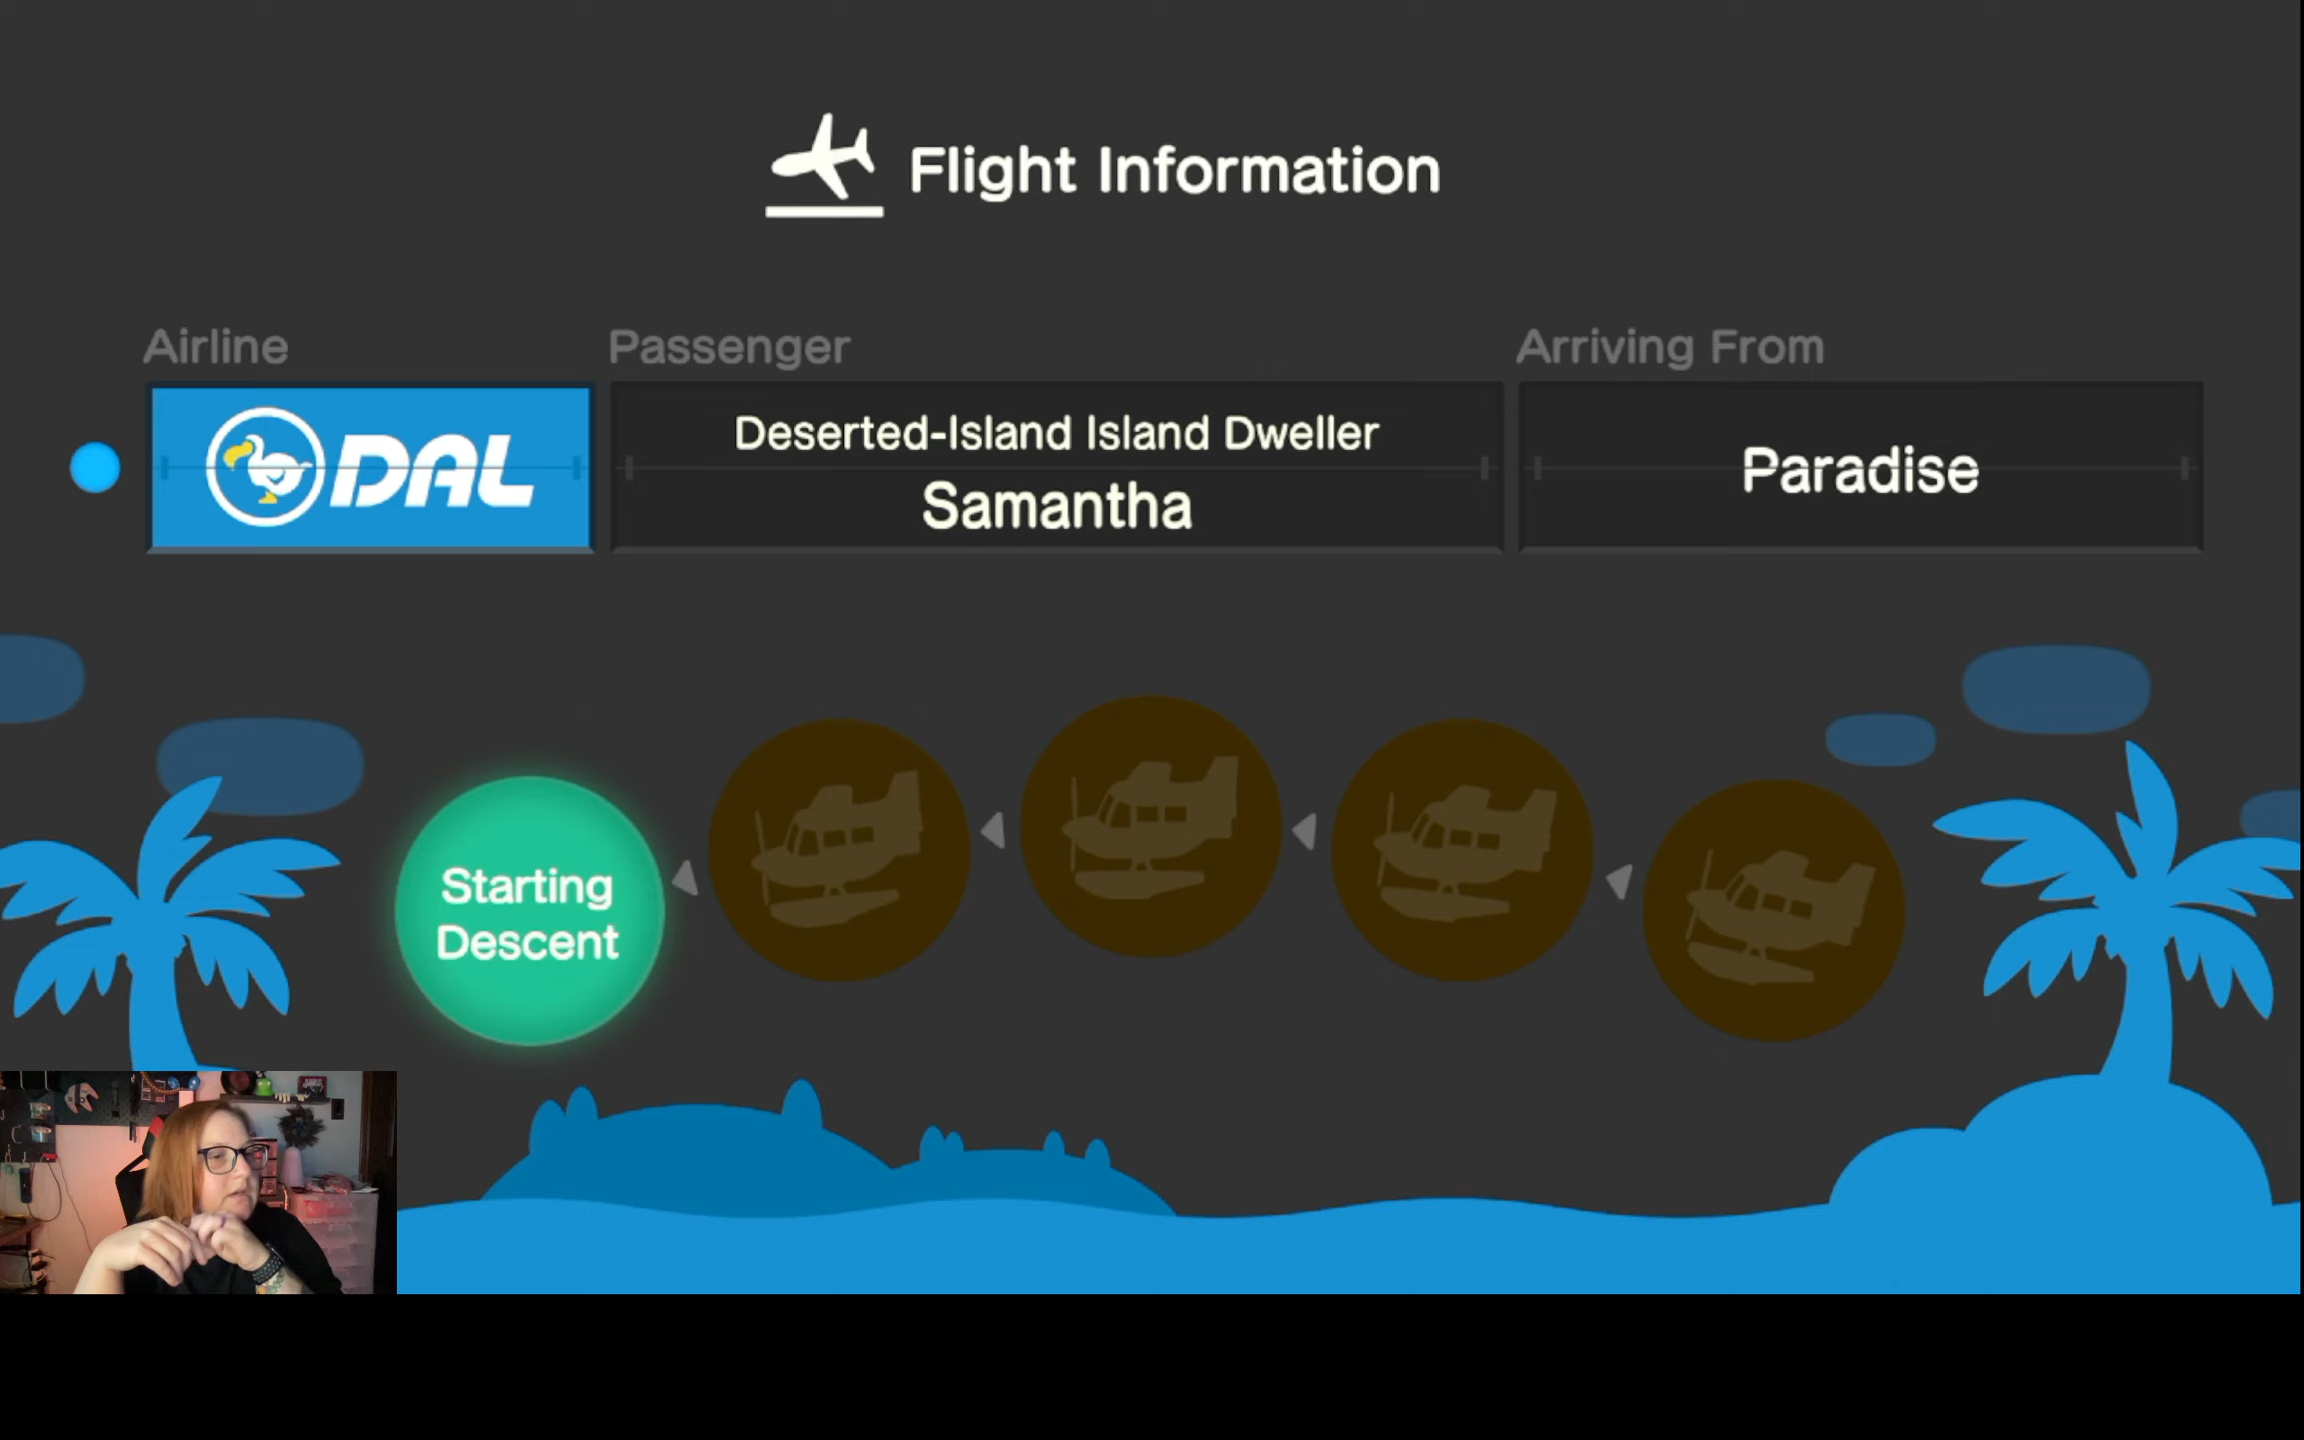 Flight Information
Airline
Passenger
Arriving From
DAL
Deserted-Island Island Dweller
Samantha
Paradise
Starting
Descent